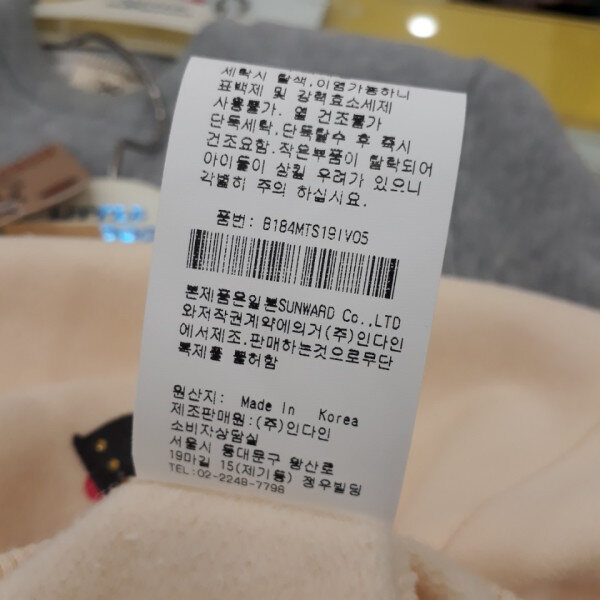 세탁시 탈색.이염가능하니
표백제 및 강력효소세제
사용불가. 열 건조불가
단독세탁.단독탈수 후 즉시
건조요함.작은부품이 탈락되어
아이들이 삼킬 우려가 있으니
각별히 주의 하십시요.
품번: B184MTS19IV05
본제품은일본SUNWARD Co.,LTD
와저작권계약에의거(주)인다인
에서제조.판매하는것으로무단
복제를 불허함
원산지: Made In Korea
제조판매원:(주)인다인
소비자상담실
서울시 동대문구 왕산로
19마길 15(제기동) 정우빌딩
TEL:02-2248-7798